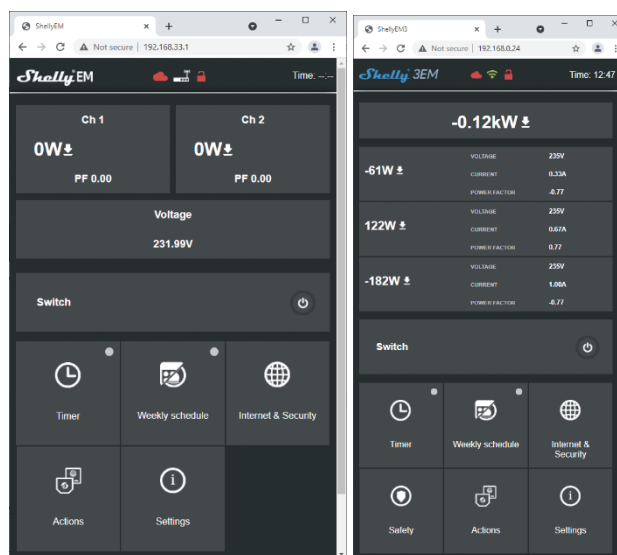 ShellyEM
Not secure | 192.168.33.1
Shelly EM
Time: --:--
Ch 1
Ch 2
0W
0W
PF 0.00
PF 0.00
Voltage
231.99V
Switch
Timer
Weekly schedule
Internet & Security
Actions
Settings
ShellyEM3
Not secure | 192.168.0.24
Shelly 3EM
Time: 12:47
-0.12kW
-61W
VOLTAGE 235V
CURRENT 0.33A
POWER FACTOR -0.77
122W
VOLTAGE 235V
CURRENT 0.67A
POWER FACTOR 0.77
-182W
VOLTAGE 235V
CURRENT 1.00A
POWER FACTOR -0.77
Switch
Timer
Weekly schedule
Internet &
Security
Safety
Actions
Settings